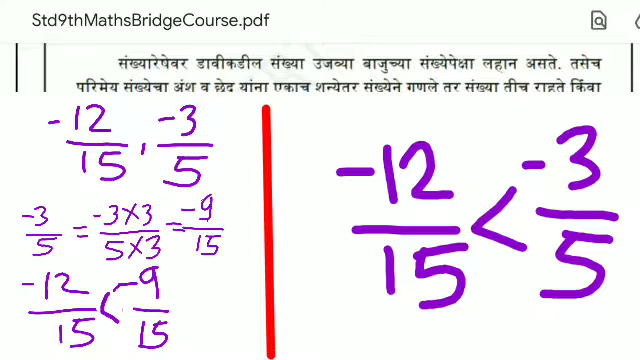 Std9thMathsBridgeCourse.pdf
संख्यारेषेवर डावीकडील संख्या उजव्या बाजुच्या संख्येपेक्षा लहान असते. तसेच
परिमेय संख्येचा अंश व छेद यांना एकाच शून्येतर संख्येने गुणले तर संख्या तीच राहते किंवा
-12/15 , -3/5
-3/5 = -3×3/5×3 = -9/15
-12/15 < -9/15
-12/15 < -3/5